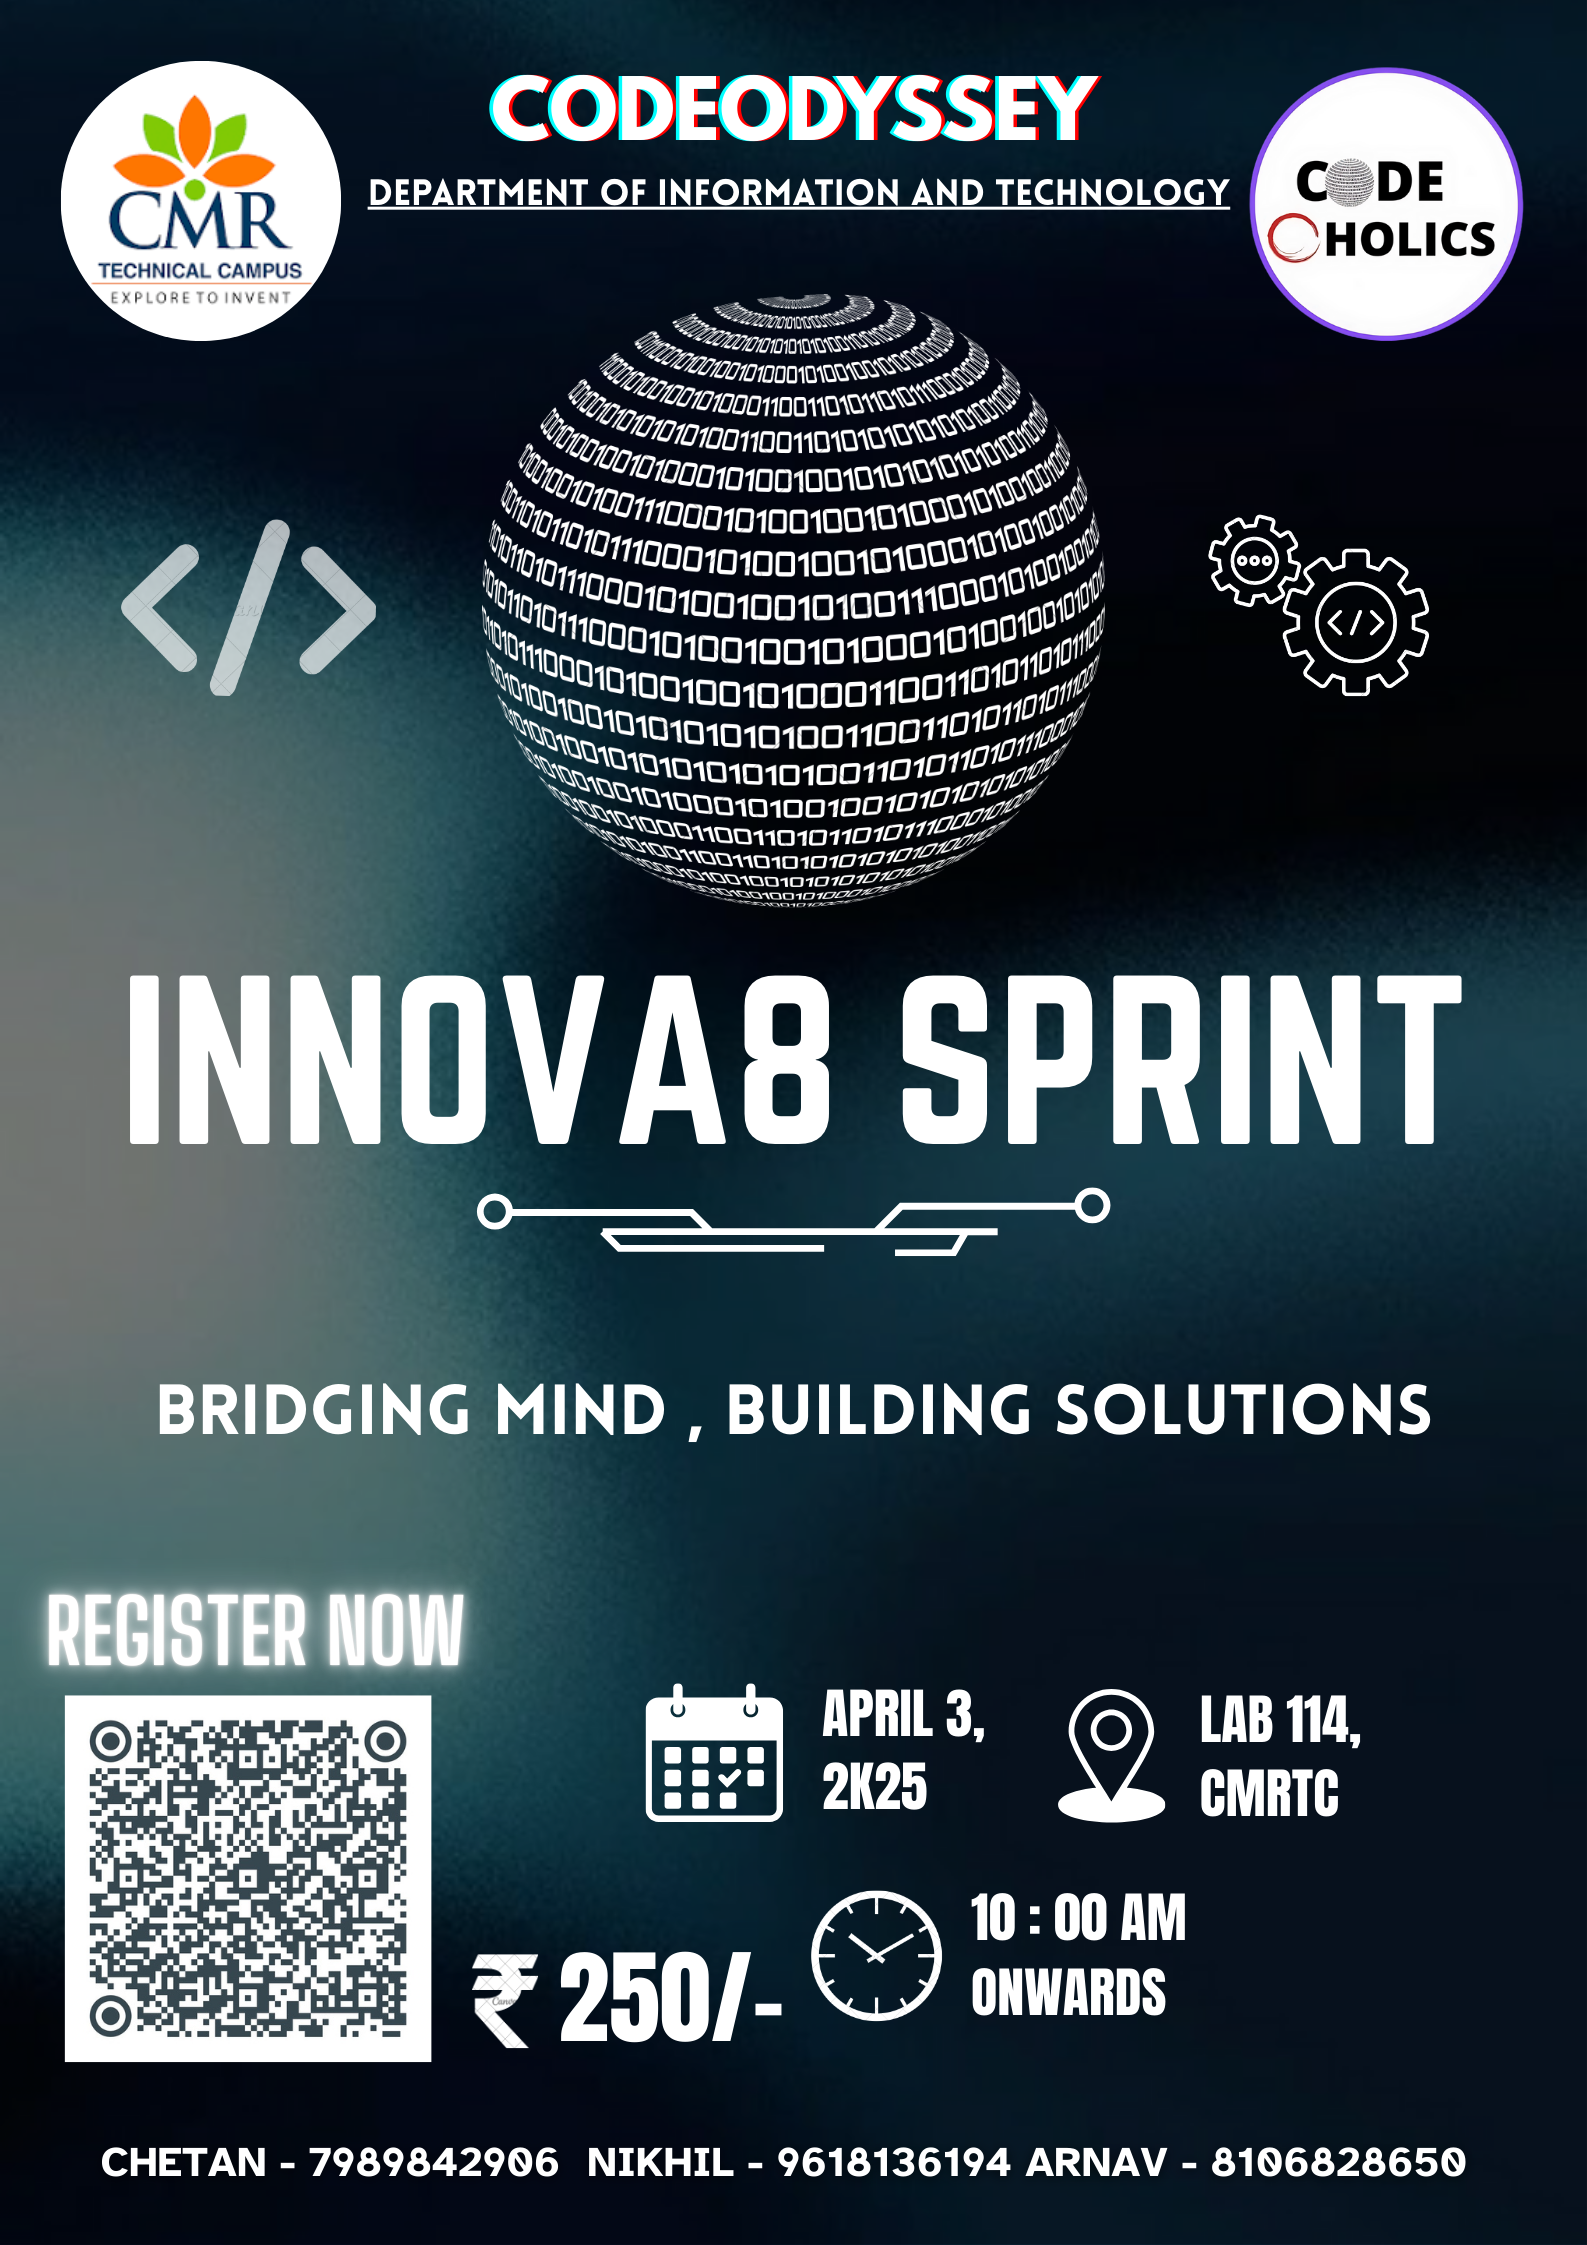 CODEODYSSEY
DEPARTMENT OF INFORMATION AND TECHNOLOGY
CMR
TECHNICAL CAMPUS
EXPLORE TO INVENT
CODE
HOLICS
INNOVA8 SPRINT
BRIDGING MIND , BUILDING SOLUTIONS
REGISTER NOW
APRIL 3,
2K25
LAB 114,
CMRTC
10 : 00 AM
ONWARDS
₹ 250/-
CHETAN - 7989842906 NIKHIL - 9618136194 ARNAV - 8106828650